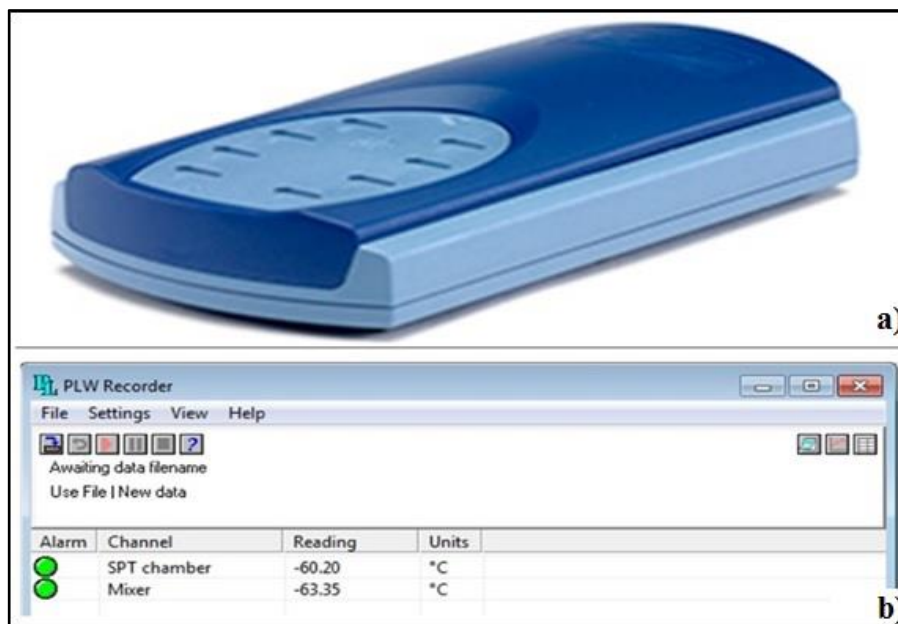 a)
PLW Recorder
File Settings View Help
Awaiting data filename
Use File | New data
Alarm Channel Reading Units
SPT chamber -60.20 °C
Mixer -63.35 °C
b)